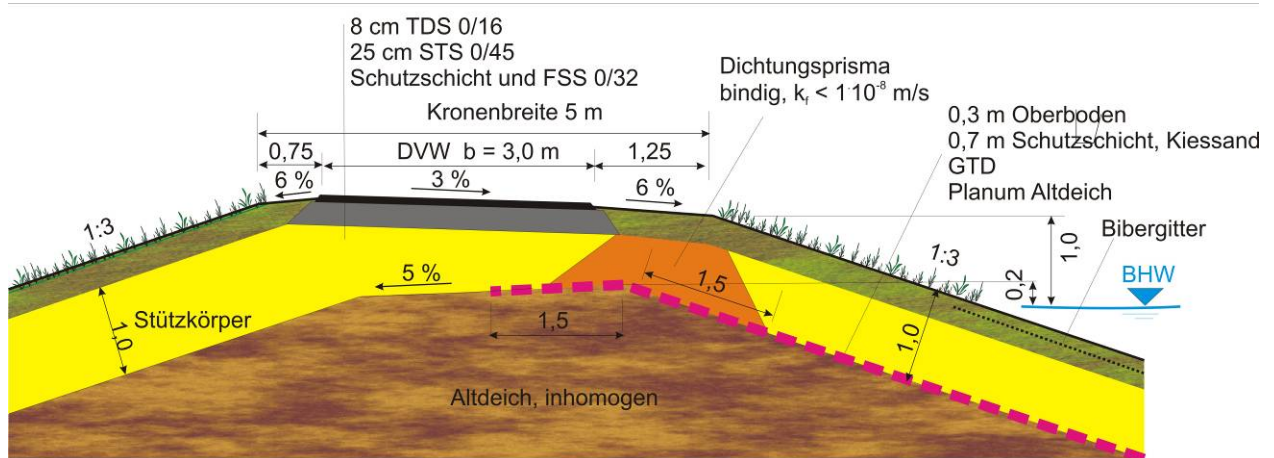 8 cm TDS 0/16
25 cm STS 0/45
Schutzschicht und FSS 0/32
Dichtungsprisma
bindig, kf < 1·10-8 m/s
Kronenbreite 5 m
0,3 m Oberboden
0,7 m Schutzschicht, Kiessand
GTD
Planum Altdeich
0,75
DVW b = 3,0 m
1,25
6 %
3 %
6 %
1:3
1:3
Bibergitter
1,0
BHW
0,2
5 %
1,5
1,0
Stützkörper
1,5
1,0
Altdeich, inhomogen